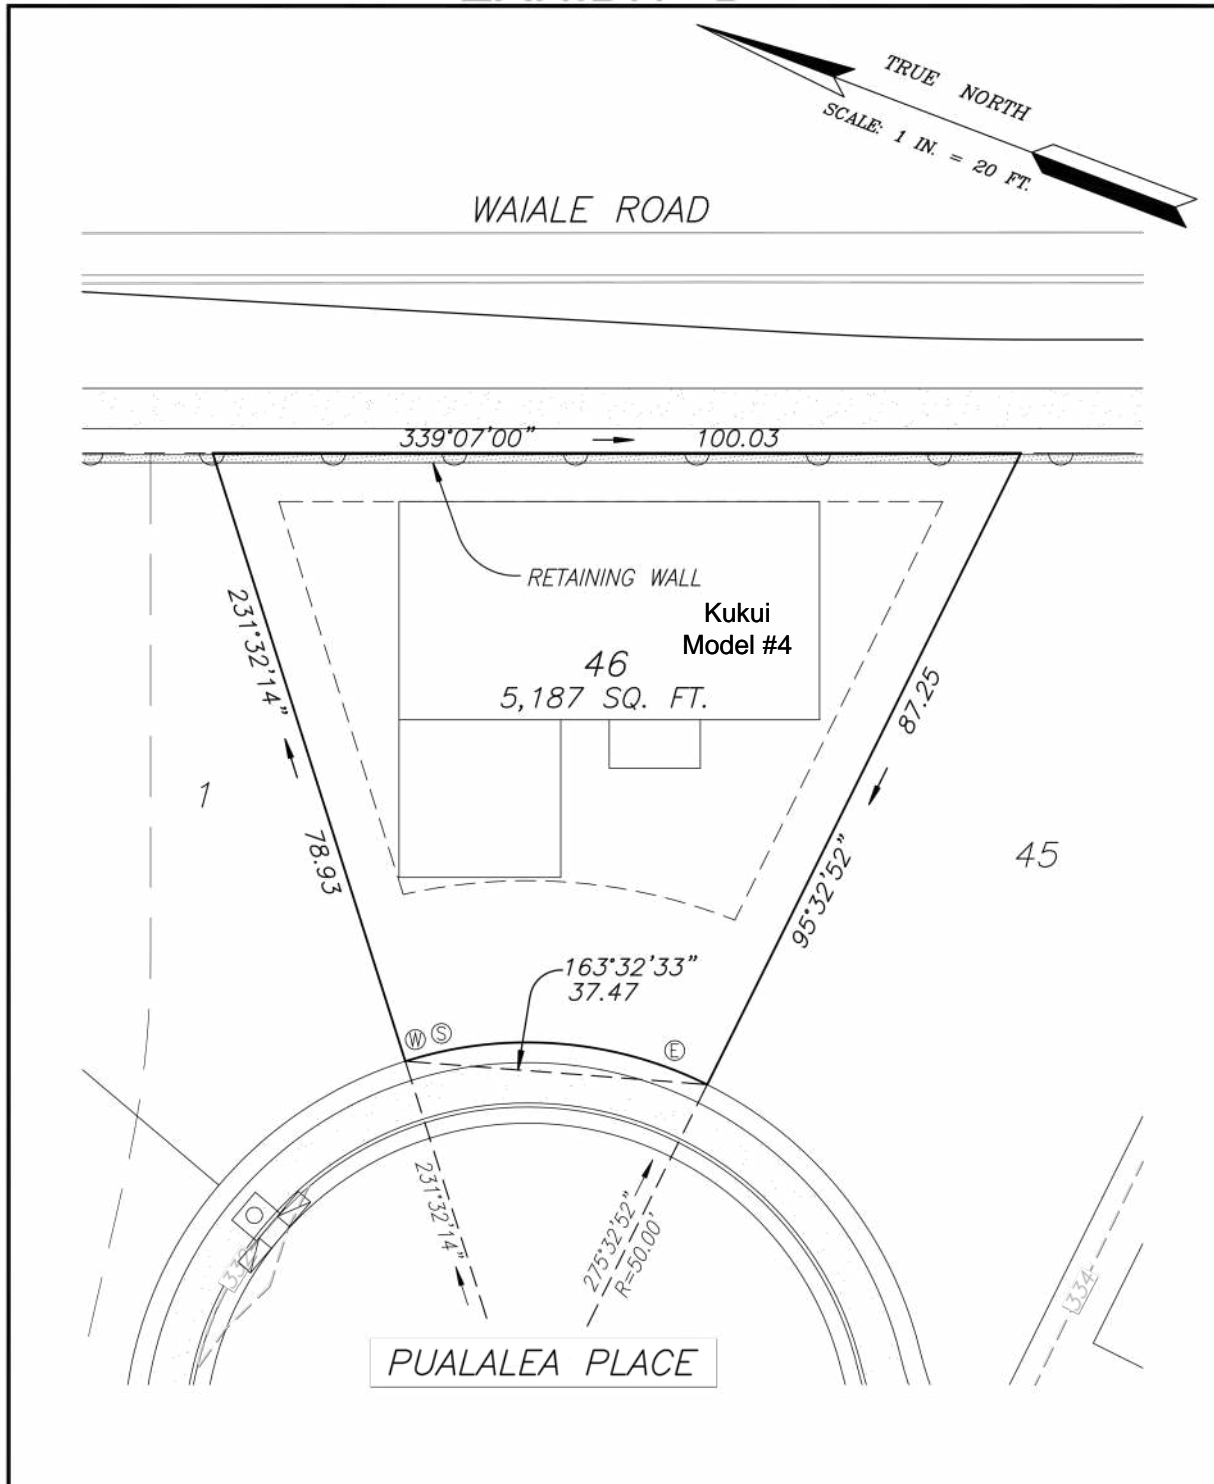 TRUE NORTH
SCALE: 1 IN. = 20 FT.
WAIALE ROAD
339°07'00" 100.03
RETAINING WALL
Kukui
Model #4
46
5,187 SQ. FT.
231°32'14"
78.93
87.25
95°32'52"
1
45
163°32'33"
37.47
W S
E
231°32'14"
275°32'52"
R=50.00'
332
334
PUALALEA PLACE